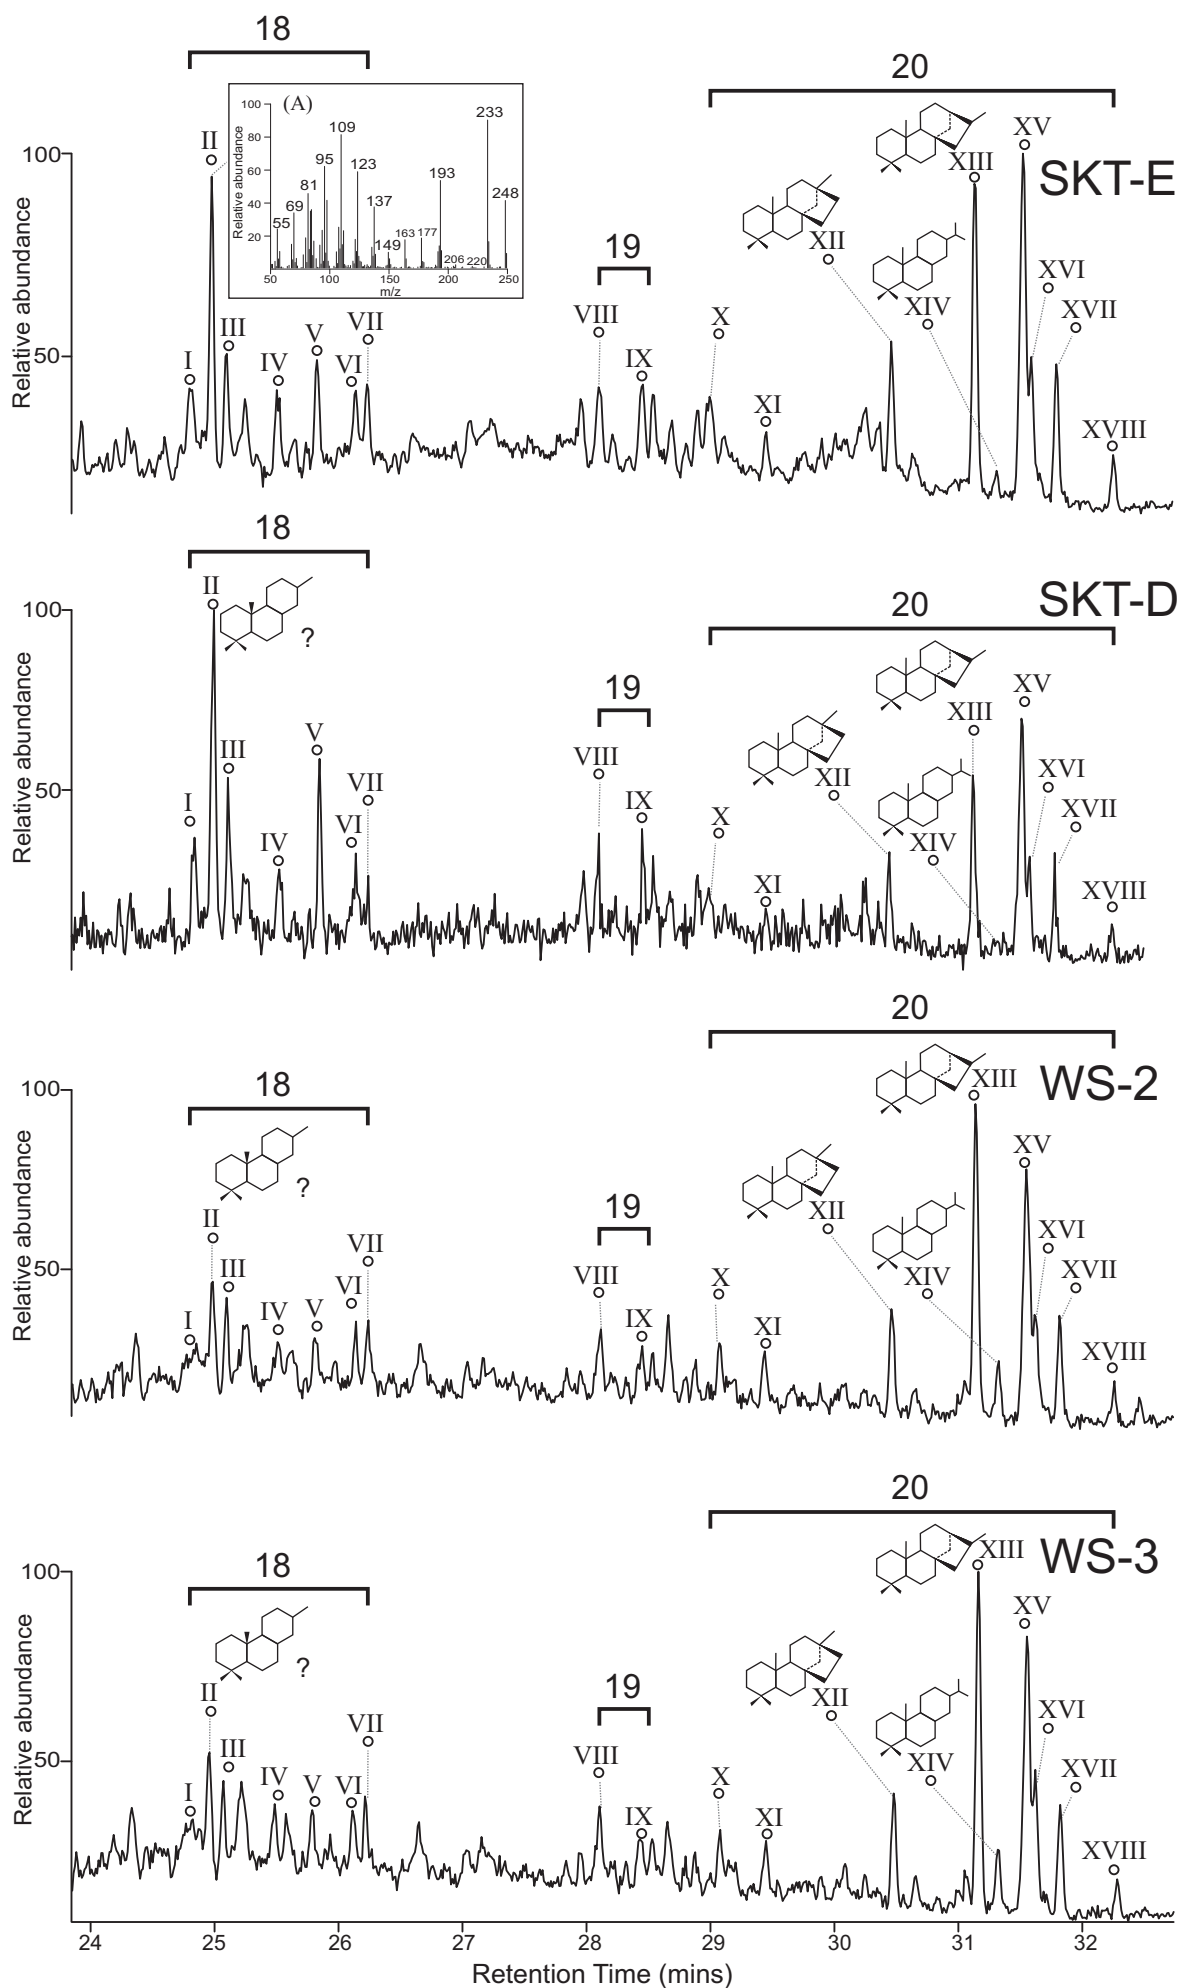 18
20
19
SKT-E
Relative abundance
100
50
(A)
Relative abundance
100
80
60
40
20
55
69
81
95
109
123
137
149
163
177
193
206
220
233
248
50
100
150
200
250
m/z
I
II
III
IV
V
VI
VII
VIII
IX
X
XI
XII
XIII
XIV
XV
XVI
XVII
XVIII
18
20
19
SKT-D
Relative abundance
100
50
?
I
II
III
IV
V
VI
VII
VIII
IX
X
XI
XII
XIII
XIV
XV
XVI
XVII
XVIII
18
20
19
WS-2
Relative abundance
100
50
?
I
II
III
IV
V
VI
VII
VIII
IX
X
XI
XII
XIII
XIV
XV
XVI
XVII
XVIII
18
20
19
WS-3
Relative abundance
100
50
?
I
II
III
IV
V
VI
VII
VIII
IX
X
XI
XII
XIII
XIV
XV
XVI
XVII
XVIII
24 25 26 27 28 29 30 31 32
Retention Time (mins)